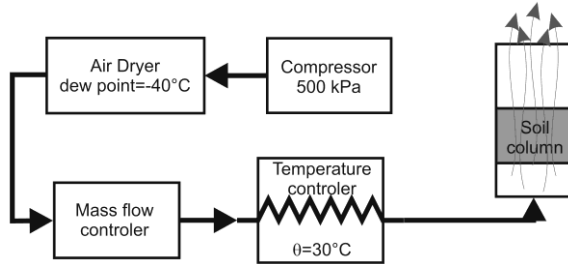 Air Dryer
dew point=-40°C
Compressor
500 kPa
Soil
column
Mass flow
controler
Temperature
controler
θ=30°C